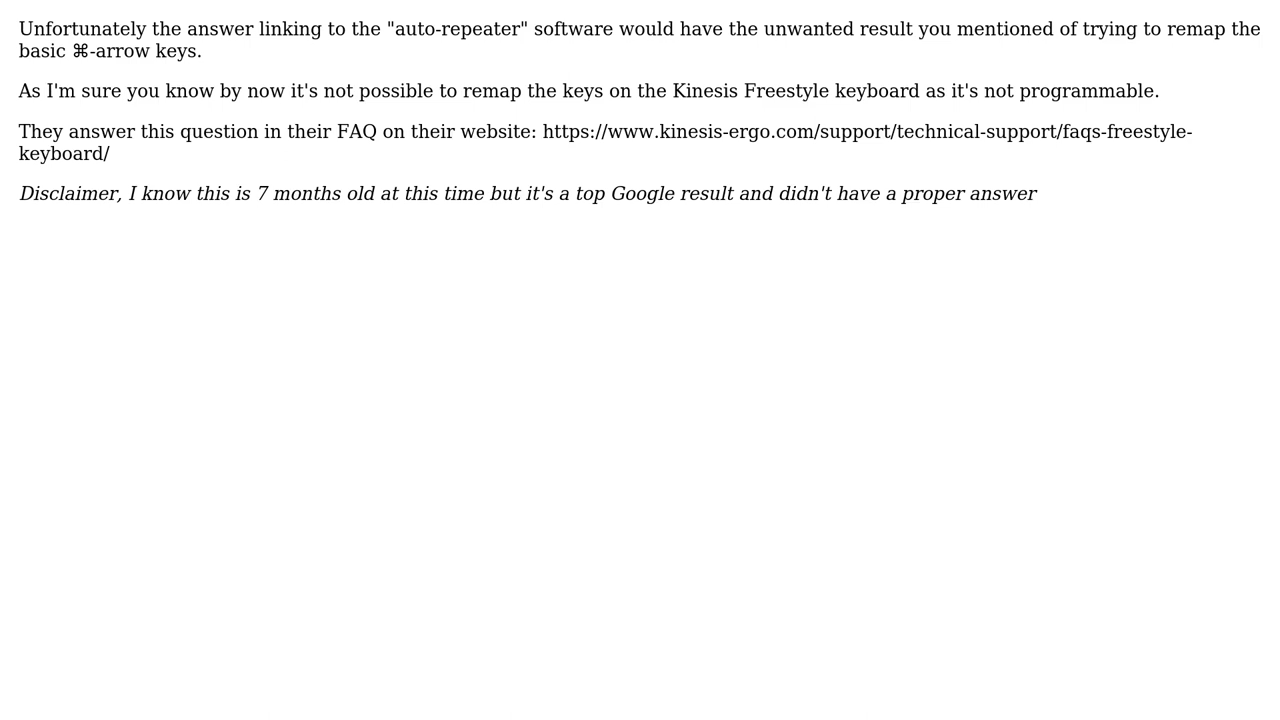 Unfortunately the answer linking to the "auto-repeater" software would have the unwanted result you mentioned of trying to remap the
basic ⌘-arrow keys.
As I'm sure you know by now it's not possible to remap the keys on the Kinesis Freestyle keyboard as it's not programmable.
They answer this question in their FAQ on their website: https://www.kinesis-ergo.com/support/technical-support/faqs-freestyle-
keyboard/
Disclaimer, I know this is 7 months old at this time but it's a top Google result and didn't have a proper answer